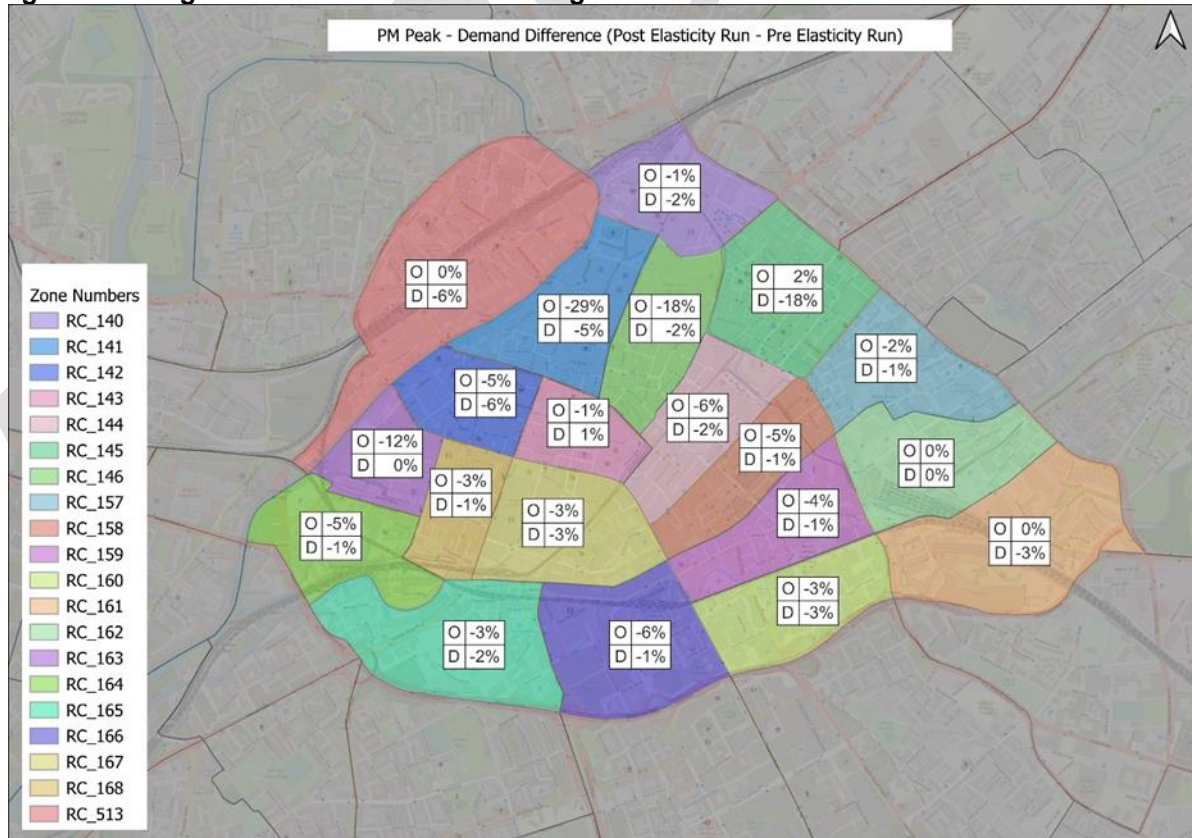 PM Peak - Demand Difference (Post Elasticity Run - Pre Elasticity Run)
O -1%
D -2%
O 0%
D -6%
O -29%
D -5%
O -18%
D -2%
O 2%
D -18%
O -2%
D -1%
O -5%
D -6%
O -1%
D 1%
O -6%
D -2%
O -5%
D -1%
O 0%
D 0%
O -12%
D 0%
O -3%
D -1%
O -3%
D -3%
O -4%
D -1%
O 0%
D -3%
O -5%
D -1%
O -3%
D -3%
O -3%
D -2%
O -6%
D -1%
Zone Numbers
RC_140
RC_141
RC_142
RC_143
RC_144
RC_145
RC_146
RC_157
RC_158
RC_159
RC_160
RC_161
RC_162
RC_163
RC_164
RC_165
RC_166
RC_167
RC_168
RC_513